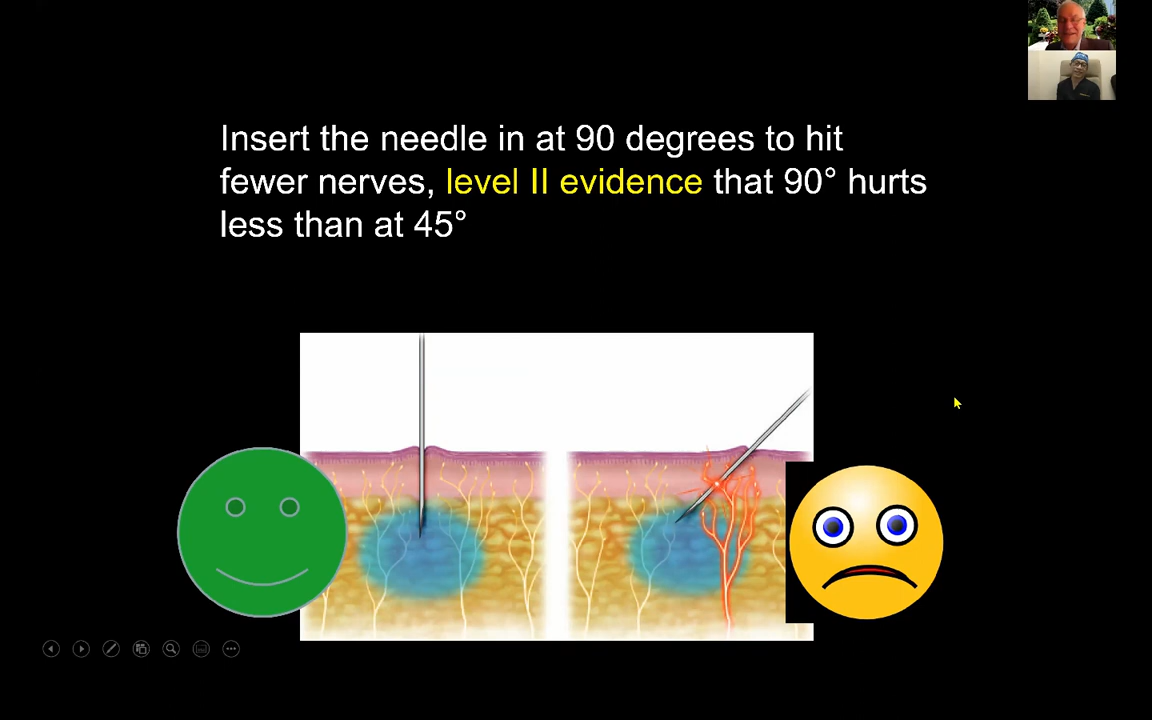 Insert the needle in at 90 degrees to hit
fewer nerves, level II evidence that 90° hurts
less than at 45°